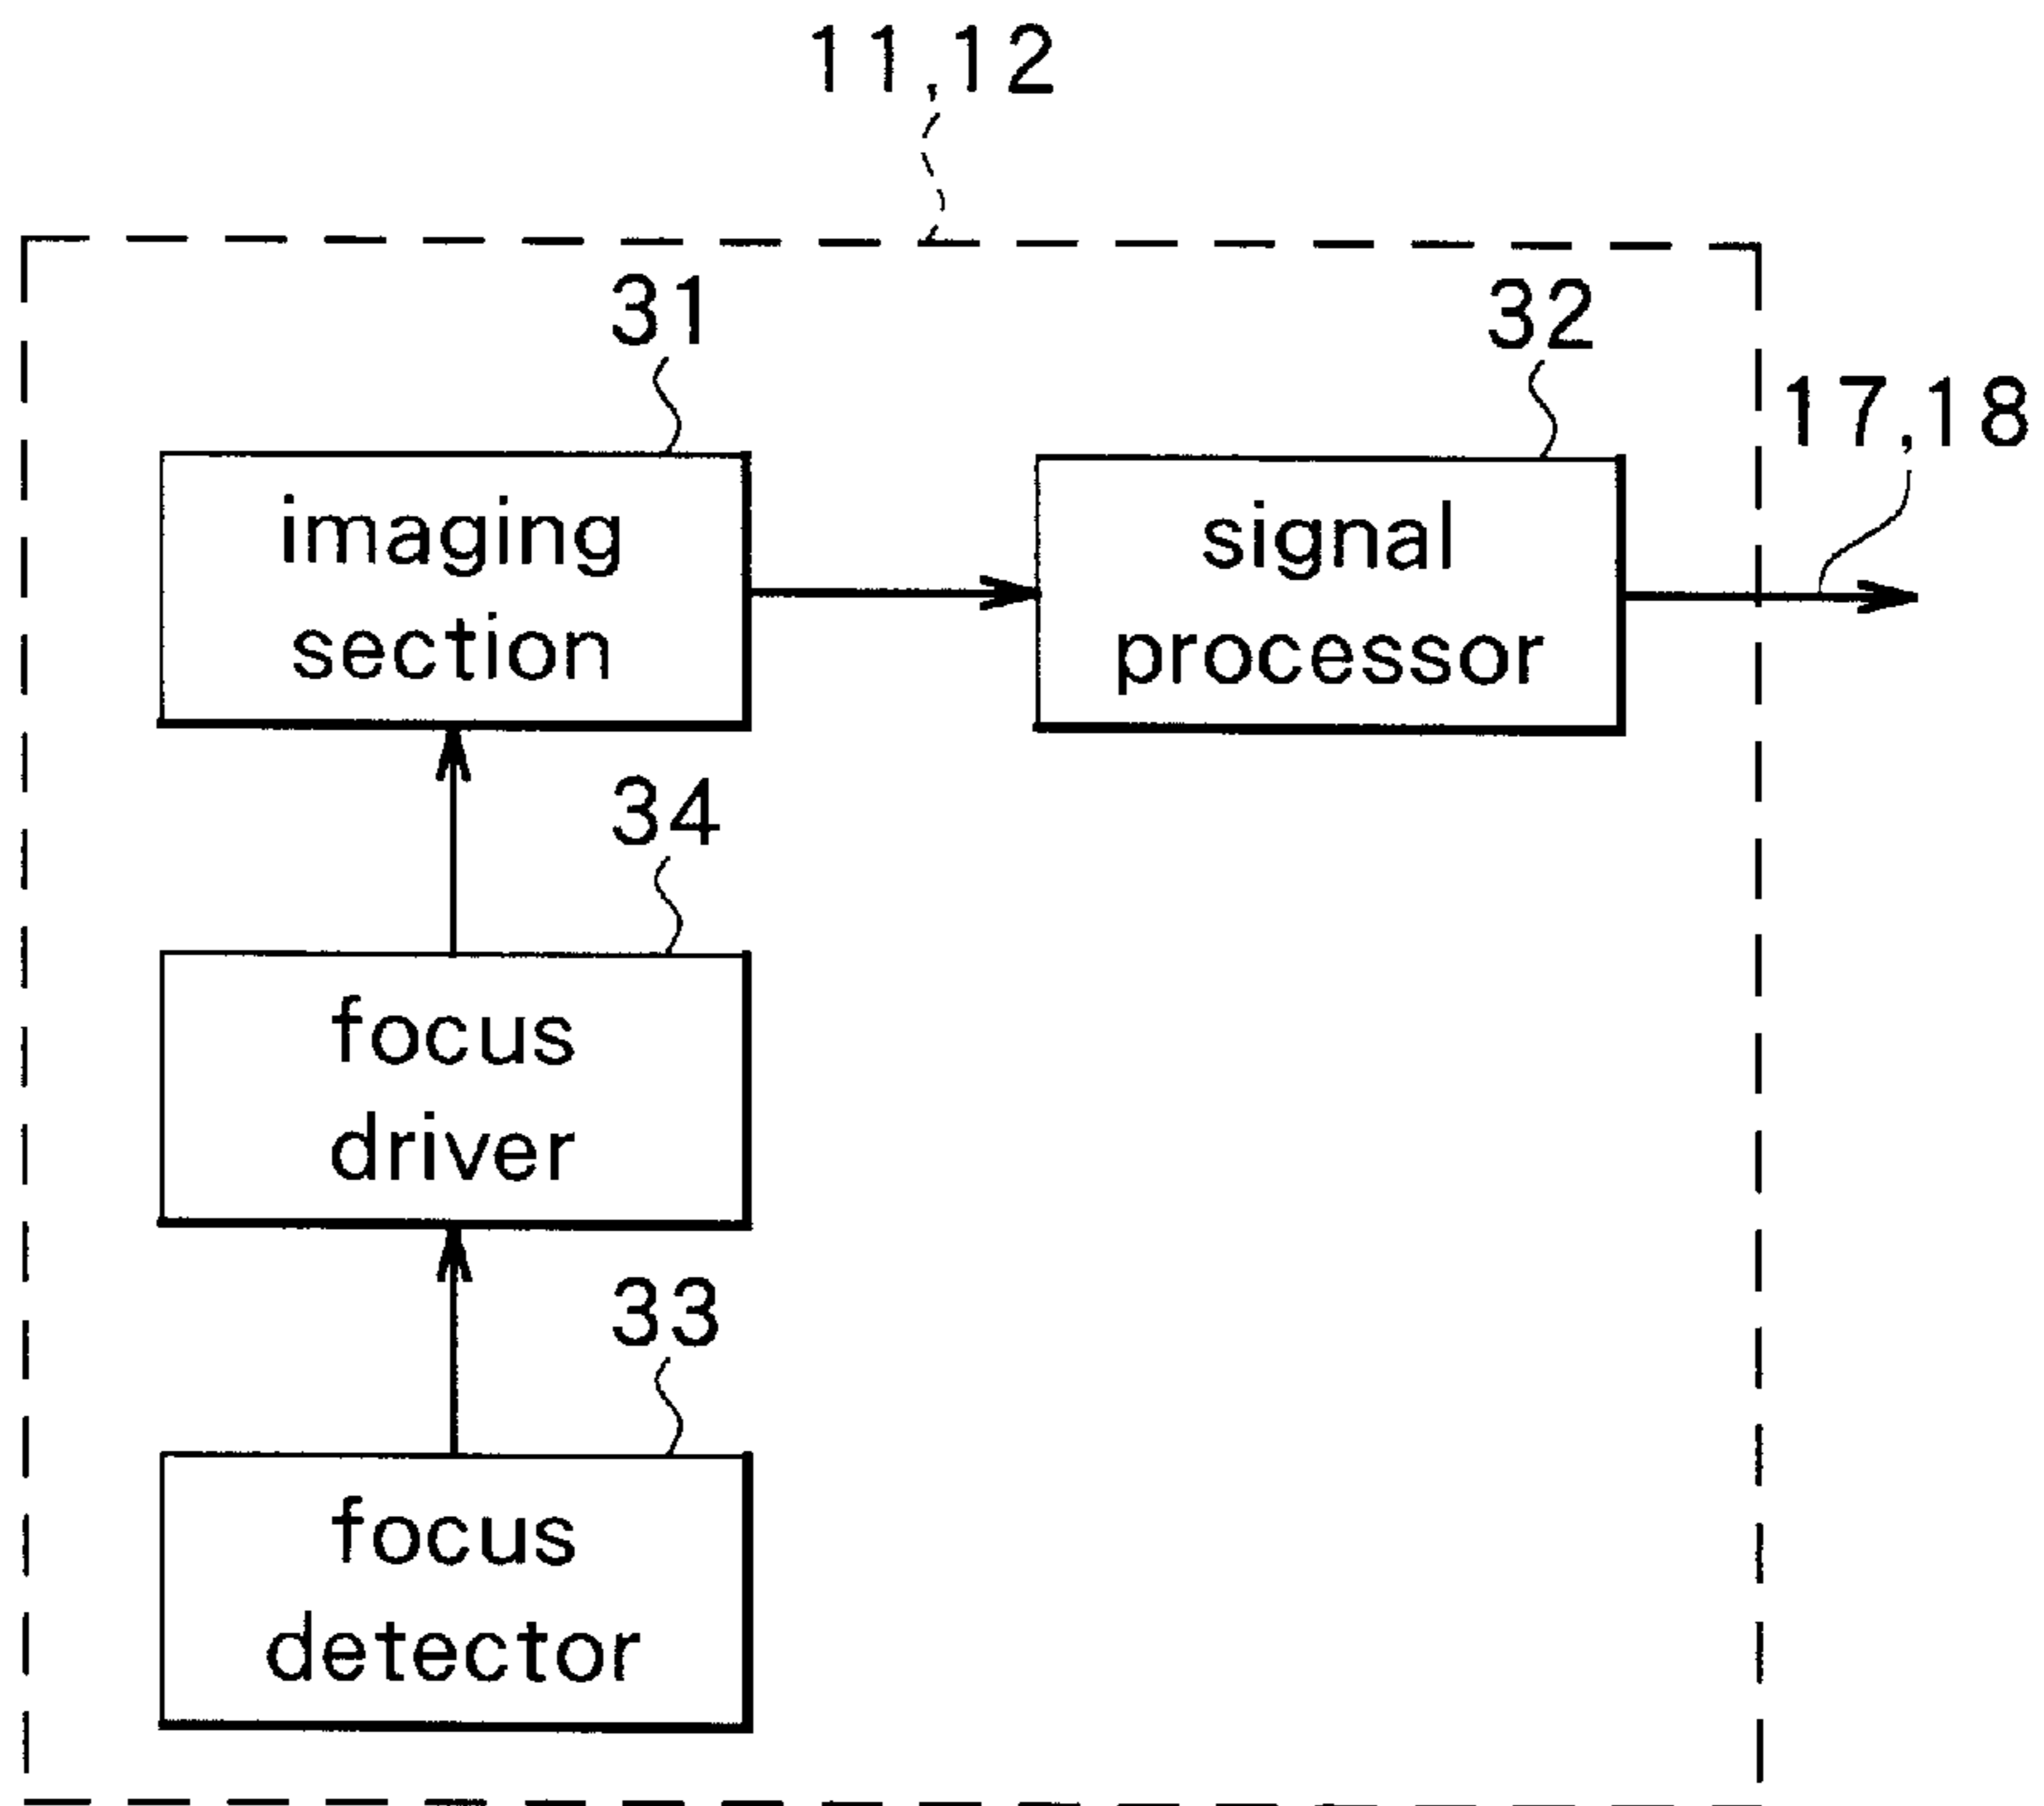 11,12
31
32
17,18
imaging
section
signal
processor
34
focus
driver
33
focus
detector